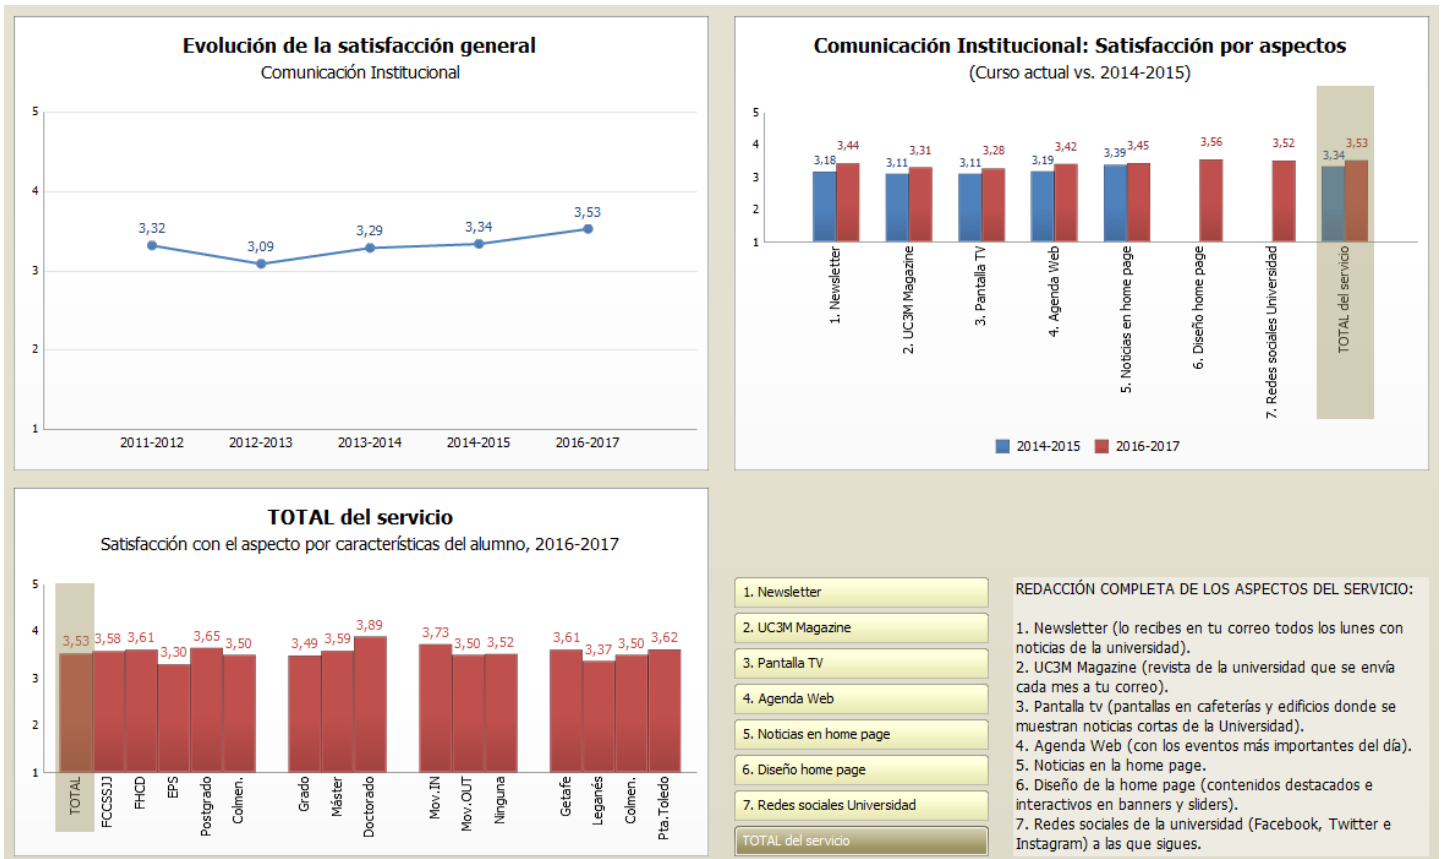 Evolución de la satisfacción general
Comunicación Institucional
5
4
3
2
1
3,32
3,09
3,29
3,34
3,53
2011-2012
2012-2013
2013-2014
2014-2015
2016-2017
Comunicación Institucional: Satisfacción por aspectos
(Curso actual vs. 2014-2015)
5
4
3
2
1
3,18
3,44
3,11
3,31
3,11
3,28
3,19
3,42
3,39
3,45
3,56
3,52
3,34
3,53
1. Newsletter
2. UC3M Magazine
3. Pantalla TV
4. Agenda Web
5. Noticias en home page
6. Diseño home page
7. Redes sociales Universidad
TOTAL del servicio
2014-2015
2016-2017
TOTAL del servicio
Satisfacción con el aspecto por características del alumno, 2016-2017
5
4
3
2
1
3,53
3,58
3,61
3,30
3,65
3,50
3,49
3,59
3,89
3,73
3,50
3,52
3,61
3,37
3,50
3,62
TOTAL
FCCSSJJ
FHCD
EPS
Postgrado
Colmen.
Grado
Máster
Doctorado
Mov.IN
Mov.OUT
Ninguna
Getafe
Leganés
Colmen.
Pta.Toledo
1. Newsletter
2. UC3M Magazine
3. Pantalla TV
4. Agenda Web
5. Noticias en home page
6. Diseño home page
7. Redes sociales Universidad
TOTAL del servicio
REDACCIÓN COMPLETA DE LOS ASPECTOS DEL SERVICIO:
1. Newsletter (lo recibes en tu correo todos los lunes con
noticias de la universidad).
2. UC3M Magazine (revista de la universidad que se envía
cada mes a tu correo).
3. Pantalla tv (pantallas en cafeterías y edificios donde se
muestran noticias cortas de la Universidad).
4. Agenda Web (con los eventos más importantes del día).
5. Noticias en la home page.
6. Diseño de la home page (contenidos destacados e
interactivos en banners y sliders).
7. Redes sociales de la universidad (Facebook, Twitter e
Instagram) a las que sigues.